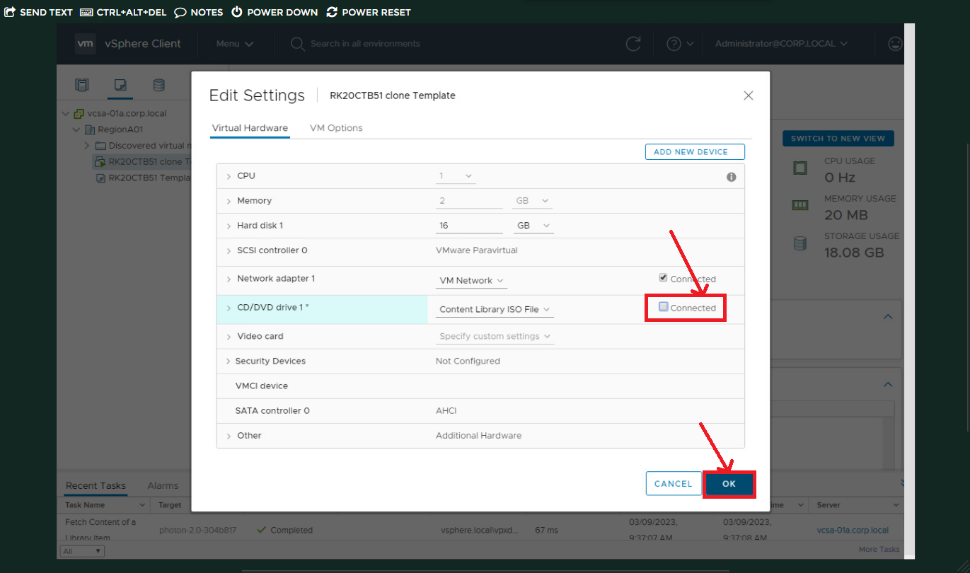 SEND TEXT CTRL+ALT+DEL NOTES POWER DOWN POWER RESET
vm vSphere Client Menu Search in all environments Administrator@CORP.LOCAL
Edit Settings RK20CTB51 clone Template
Virtual Hardware VM Options
ADD NEW DEVICE
vcsa-01a.corp.local
RegionA01
Discovered virtual
RK20CTB51 clone
RK20CTB51 Templa
CPU 1
Memory 2 GB
Hard disk 1 16 GB
SCSI controller 0 VMware Paravirtual
Network adapter 1 VM Network Connected
CD/DVD drive 1 * Content Library ISO File Connected
Video card Specify custom settings
Security Devices Not Configured
VMCI device
SATA controller 0 AHCI
Other Additional Hardware
CANCEL OK
SWITCH TO NEW VIEW
CPU USAGE
0 Hz
MEMORY USAGE
20 MB
STORAGE USAGE
18.08 GB
Recent Tasks Alarms
Task Name Target Server
Fetch Content of a photon-2.0-304b817 Completed vsphere.local\vpxd... 67 ms 03/09/2023, 03/09/2023, vcsa-01a.corp.local
Library Item 9:37:07 AM 9:37:08 AM
All More Tasks